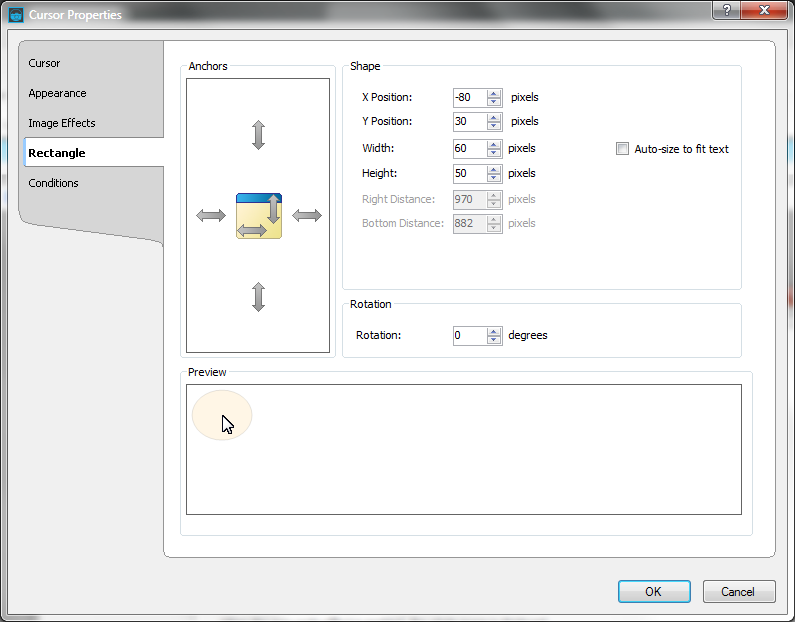 Cursor Properties
?
Cursor
Appearance
Image Effects
Rectangle
Conditions
Anchors
Shape
X Position: -80 pixels
Y Position: 30 pixels
Width: 60 pixels
Auto-size to fit text
Height: 50 pixels
Right Distance: 970 pixels
Bottom Distance: 882 pixels
Rotation
Rotation: 0 degrees
Preview
OK
Cancel